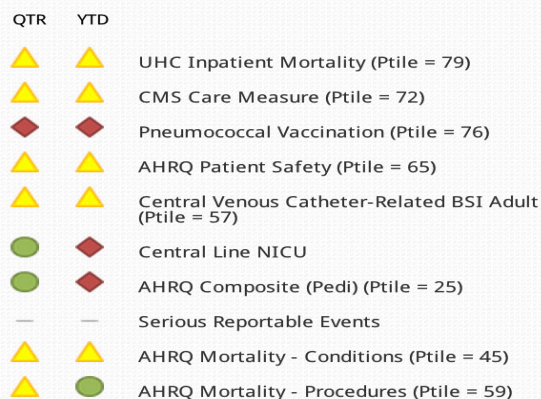 QTR YTD
UHC Inpatient Mortality (Ptile = 79)
CMS Care Measure (Ptile = 72)
Pneumococcal Vaccination (Ptile = 76)
AHRQ Patient Safety (Ptile = 65)
Central Venous Catheter-Related BSI Adult
(Ptile = 57)
Central Line NICU
AHRQ Composite (Pedi) (Ptile = 25)
Serious Reportable Events
AHRQ Mortality - Conditions (Ptile = 45)
AHRQ Mortality - Procedures (Ptile = 59)